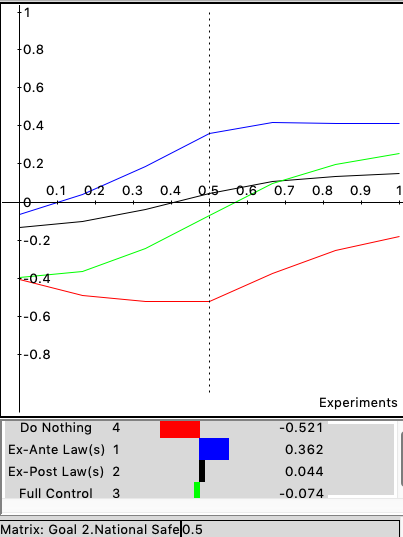 1
0.8
0.6
0.4
0.2
0.1 0.2 0.3 0.4 0.5 0.6 0.7 0.8 0.9 1
0
-0.2
-0.4
-0.6
-0.8
Experiments
Do Nothing 4 -0.521
Ex-Ante Law(s) 1 0.362
Ex-Post Law(s) 2 0.044
Full Control 3 -0.074
Matrix: Goal 2.National Safe 0.5